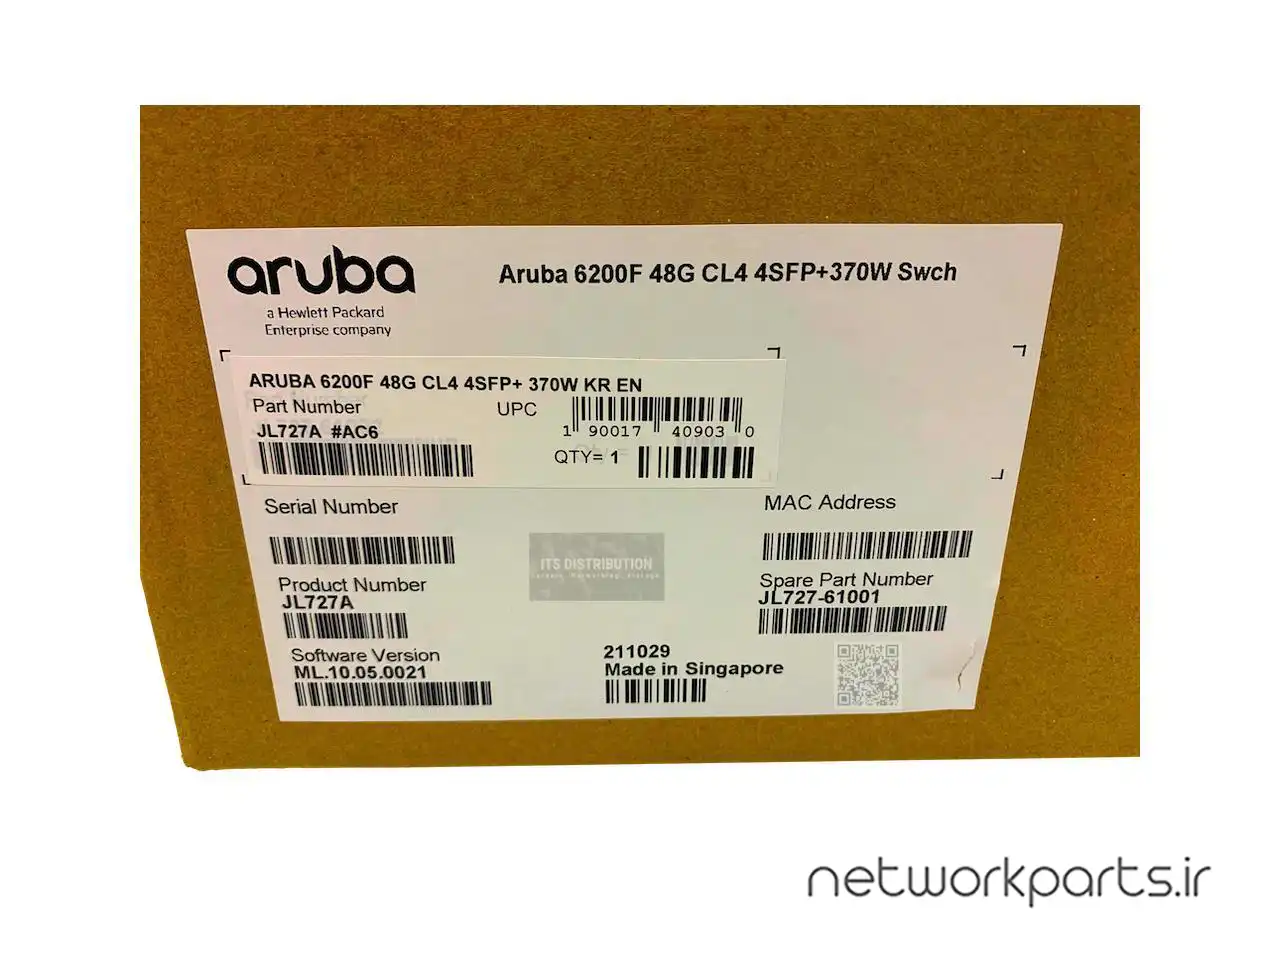 aruba
a Hewlett Packard
Enterprise company
Aruba 6200F 48G CL4 4SFP+370W Swch
ARUBA 6200F 48G CL4 4SFP+ 370W KR EN
Part Number
JL727A #AC6
UPC
1 90017 40903 0
QTY= 1
Serial Number
MAC Address
ITS DISTRIBUTION
Networking, Storage
Product Number
JL727A
Spare Part Number
JL727-61001
Software Version
ML.10.05.0021
211029
Made in Singapore
networkparts.ir